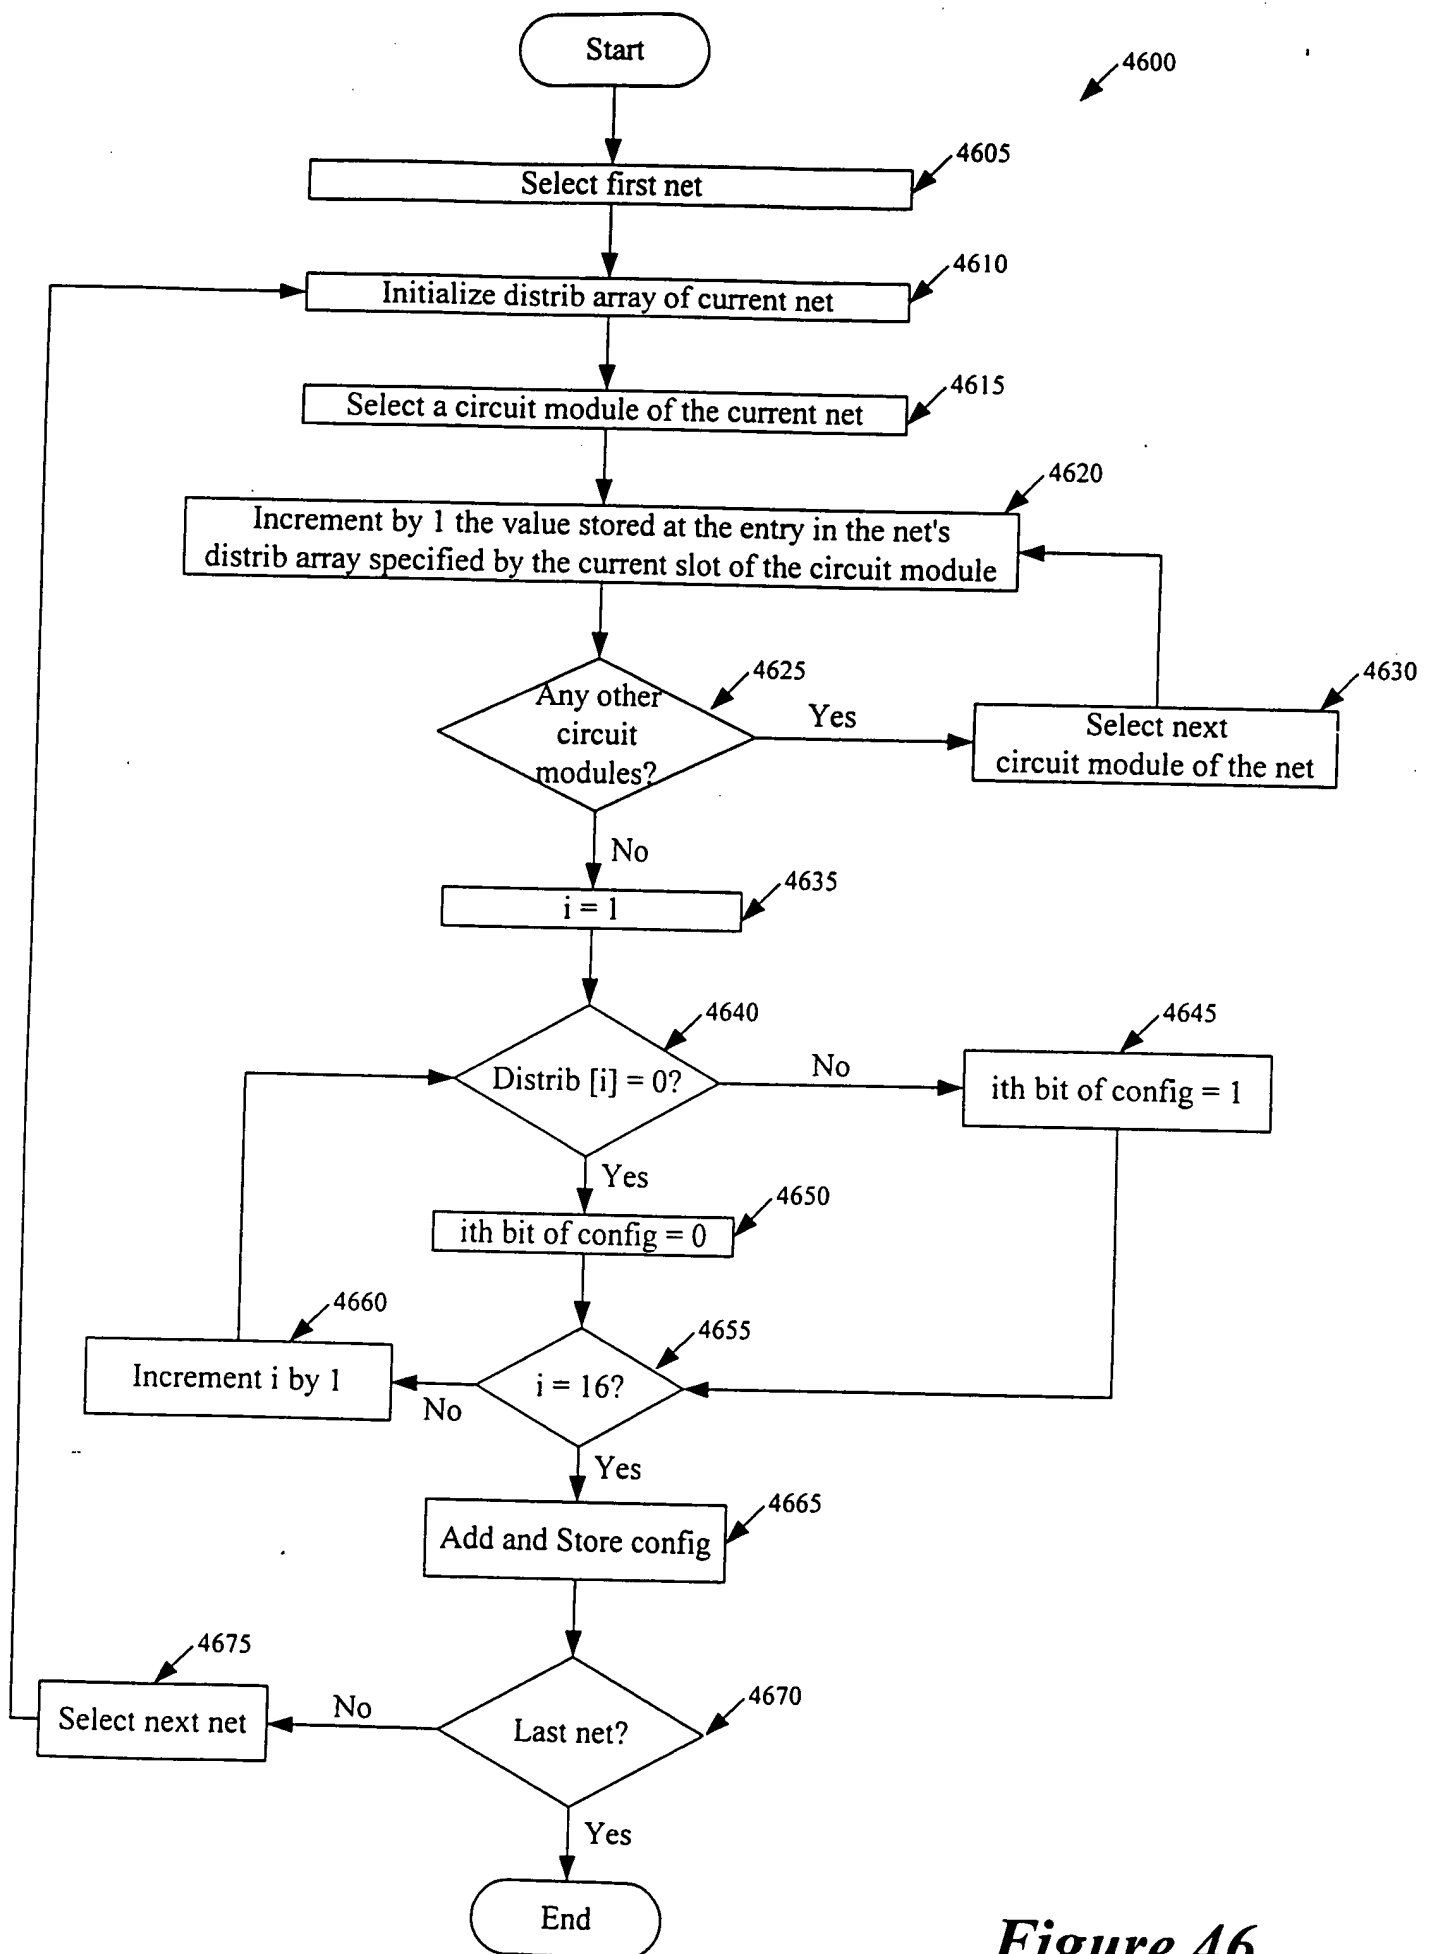 Start
4600
4605
Select first net
4610
Initialize distrib array of current net
4615
Select a circuit module of the current net
4620
Increment by 1 the value stored at the entry in the net's
distrib array specified by the current slot of the circuit module
4625
Any other
circuit
modules?
Yes
4630
Select next
circuit module of the net
No
4635
i = 1
4640
Distrib [i] = 0?
No
4645
ith bit of config = 1
Yes
4650
ith bit of config = 0
4660
Increment i by 1
4655
i = 16?
No
Yes
4665
Add and Store config
4675
Select next net
No
4670
Last net?
Yes
End
Figure 46